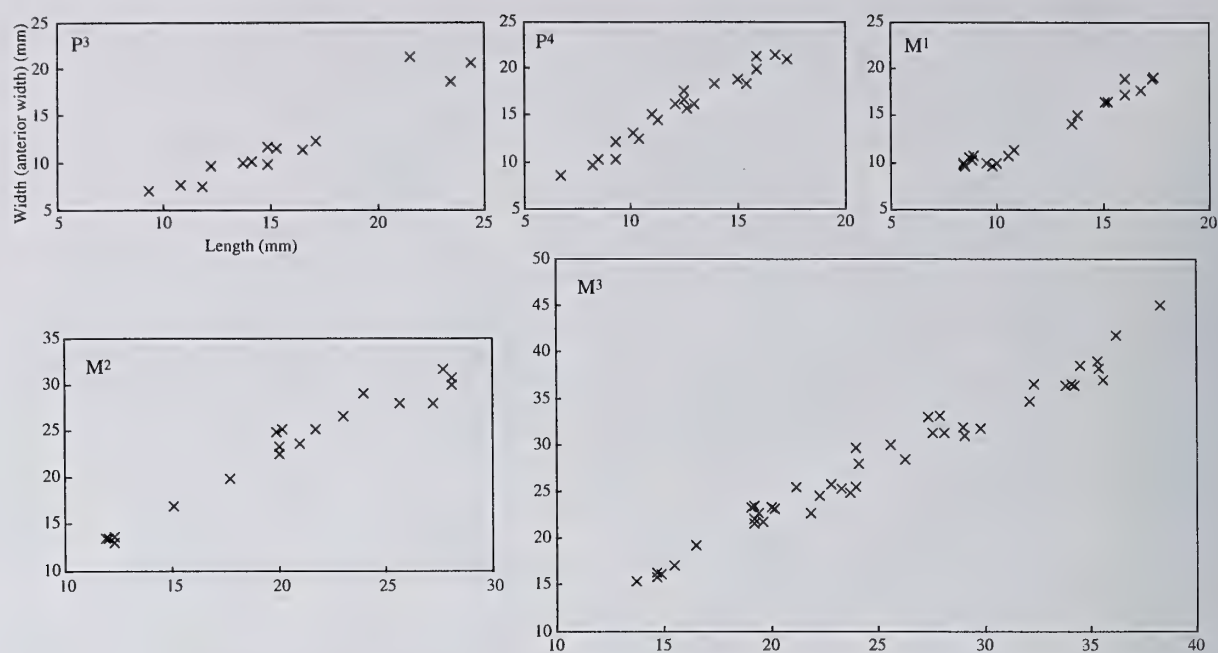 P³ P⁴ M¹
25 25 25
20 20 20
15 15 15
10 10 10
5 5 5
Width (anterior width) (mm)
5 10 15 20 25 5 10 15 20 5 10 15 20
Length (mm)
M²
35
30
25
20
15
10
10 15 20 25 30
M³
50
45
40
35
30
25
20
15
10
10 15 20 25 30 35 40